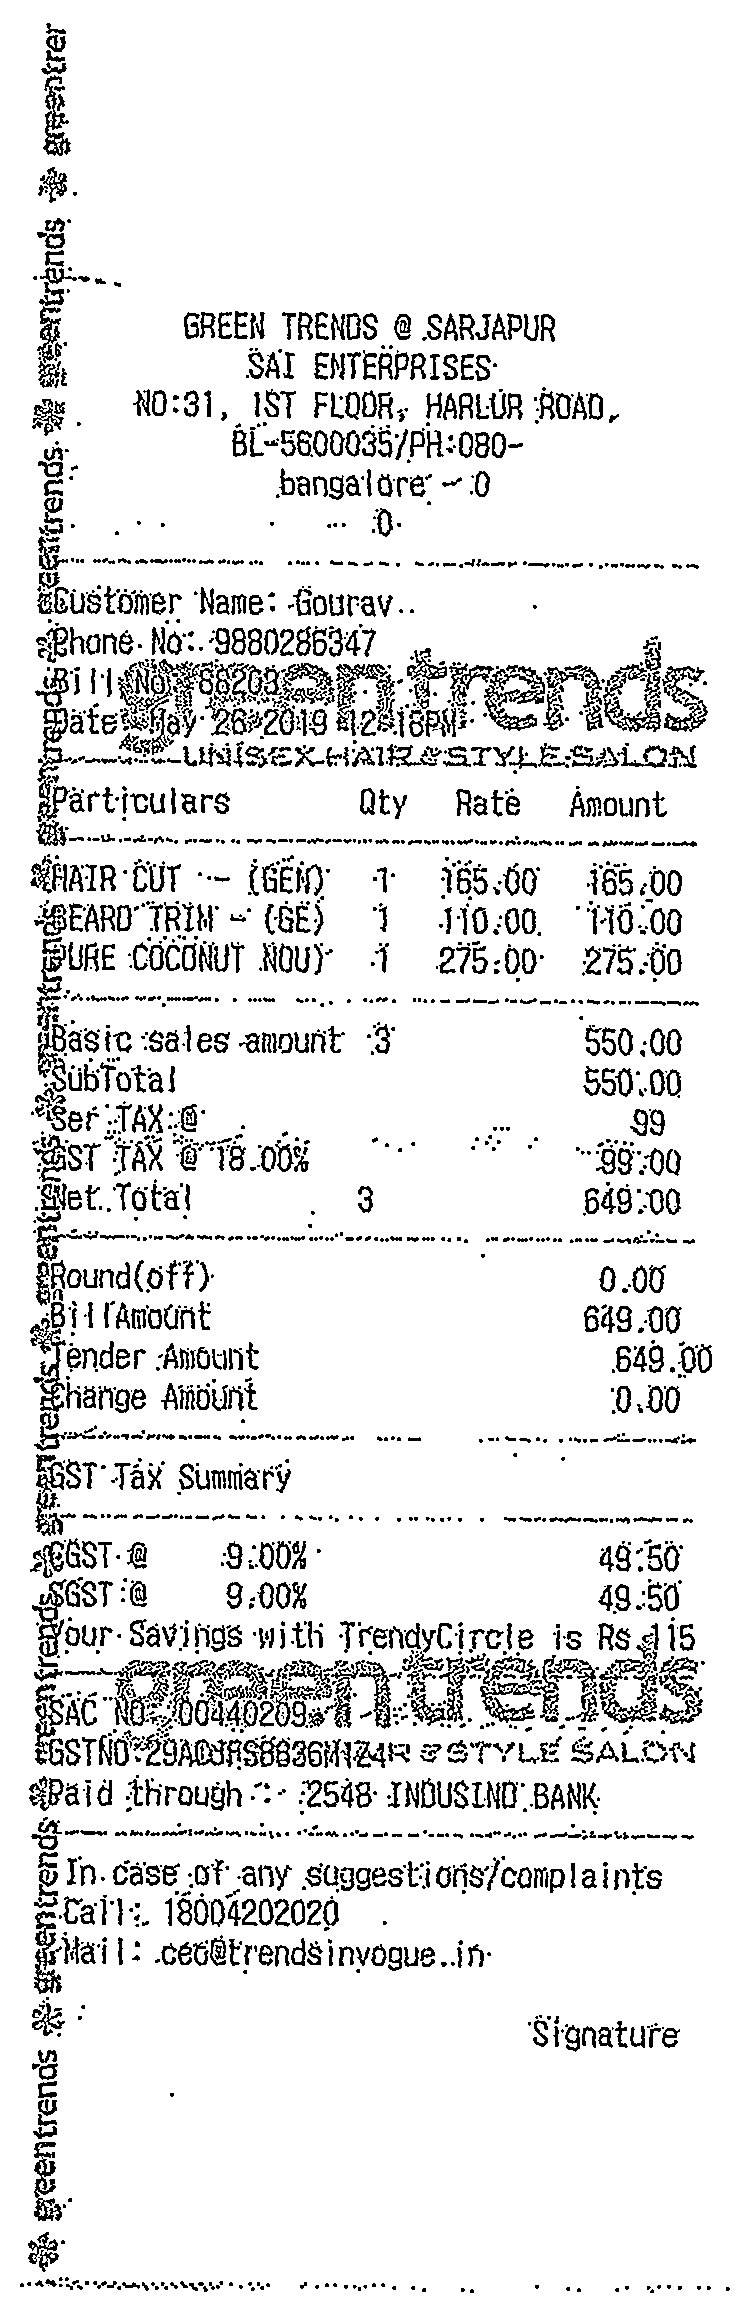 GREEN TRENDS @ SARJAPUR
SAI ENTERPRISES
NO:31, 1ST FLOOR, HARLUR ROAD,
BL-5600035/PH:080-
bangalore - 0
0
Customer Name: Gourav..
Phone No: 9880286347
Bill No: 88203
Date: May 26 2019 12:18PM
green trends
UNISEX HAIR & STYLE SALON
Particulars Qty Rate Amount
HAIR CUT - (GEN) 1 165.00 165.00
BEARD TRIM - (GE) 1 110.00 110.00
PURE COCONUT NOU) 1 275.00 275.00
Basic sales amount 3 550.00
SubTotal 550.00
Ser TAX @ 99
GST TAX @ 18.00% 99.00
Net Total 3 649.00
Round(off) 0.00
Bill Amount 649.00
Tender Amount 649.00
Change Amount 0.00
GST Tax Summary
CGST @ 9.00% 49.50
SGST @ 9.00% 49.50
Your Savings with TrendyCircle is Rs.115
green trends
SAC NO: 00440209
GSTNO: R & STYLE SALON
Paid through : 2548 INDUSIND BANK
In case of any suggestions/complaints
Call: 18004202020
Mail: ceo@trendsinvogue.in
Signature
greentrends greentrends greentrends greentrends greentrends greentrends greentrends greentrends greentrends greentrer